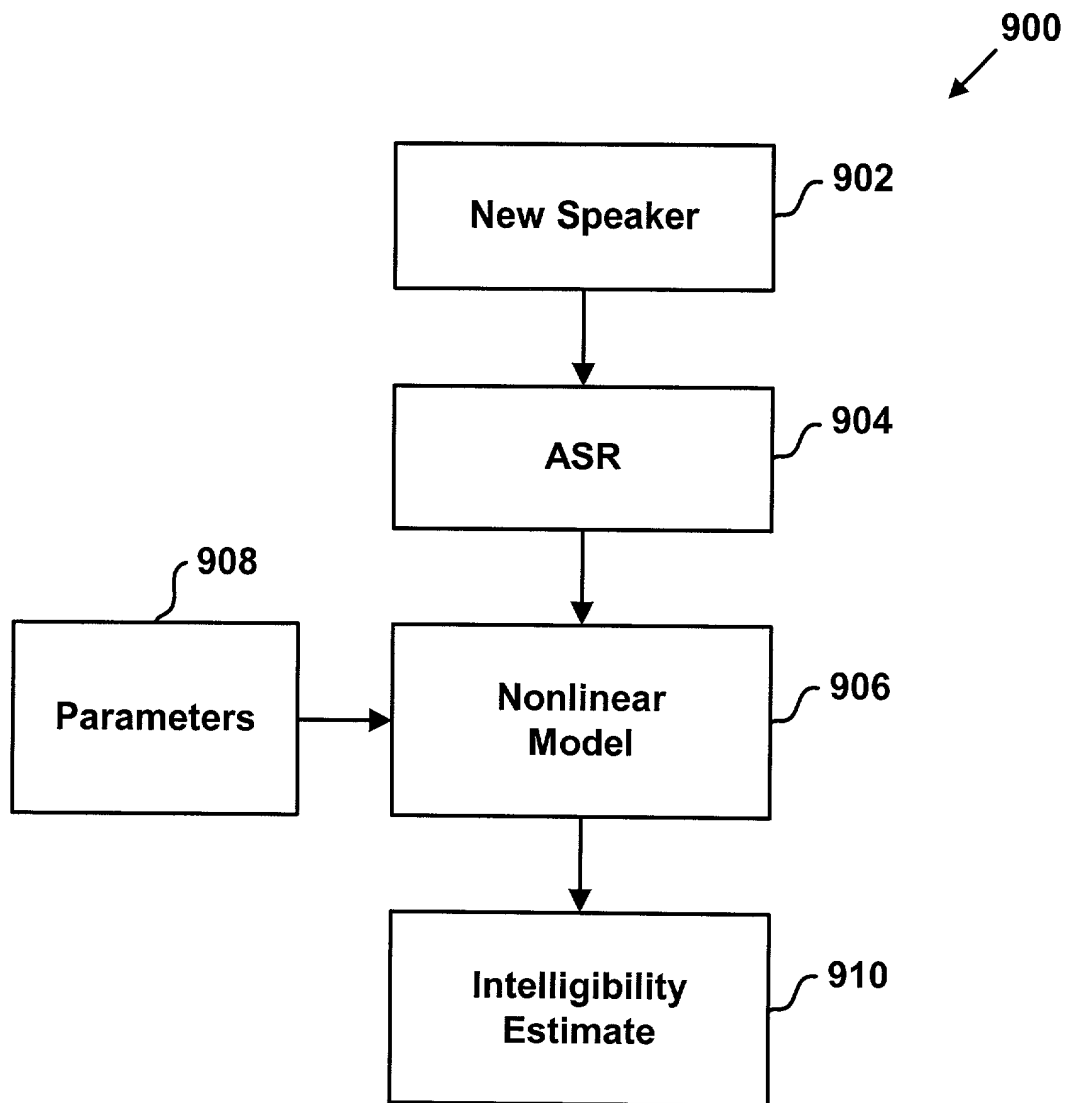 900
New Speaker
902
ASR
904
908
Parameters
Nonlinear
Model
906
Intelligibility
Estimate
910